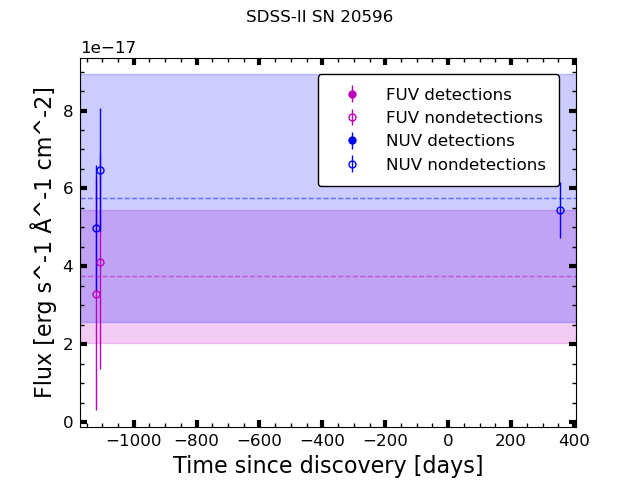 SDSS-II SN 20596
1e−17
FUV detections
FUV nondetections
NUV detections
NUV nondetections
8
6
4
2
0
Flux [erg s^-1 Å^-1 cm^-2]
−1000 −800 −600 −400 −200 0 200 400
Time since discovery [days]